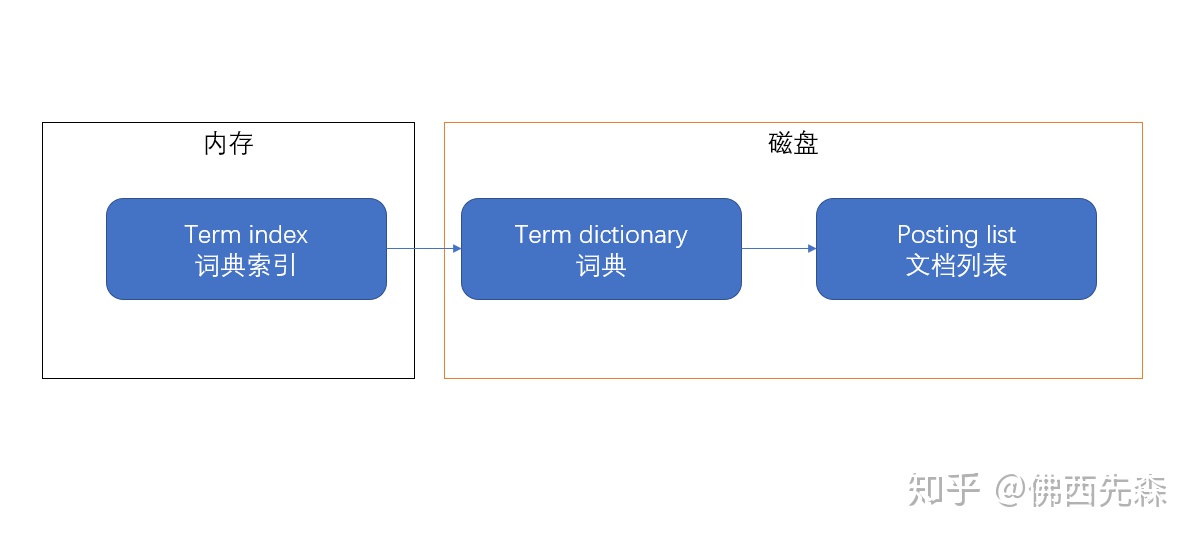 内存
磁盘
Term index
词典索引
Term dictionary
词典
Posting list
文档列表
知乎 @佛西先森